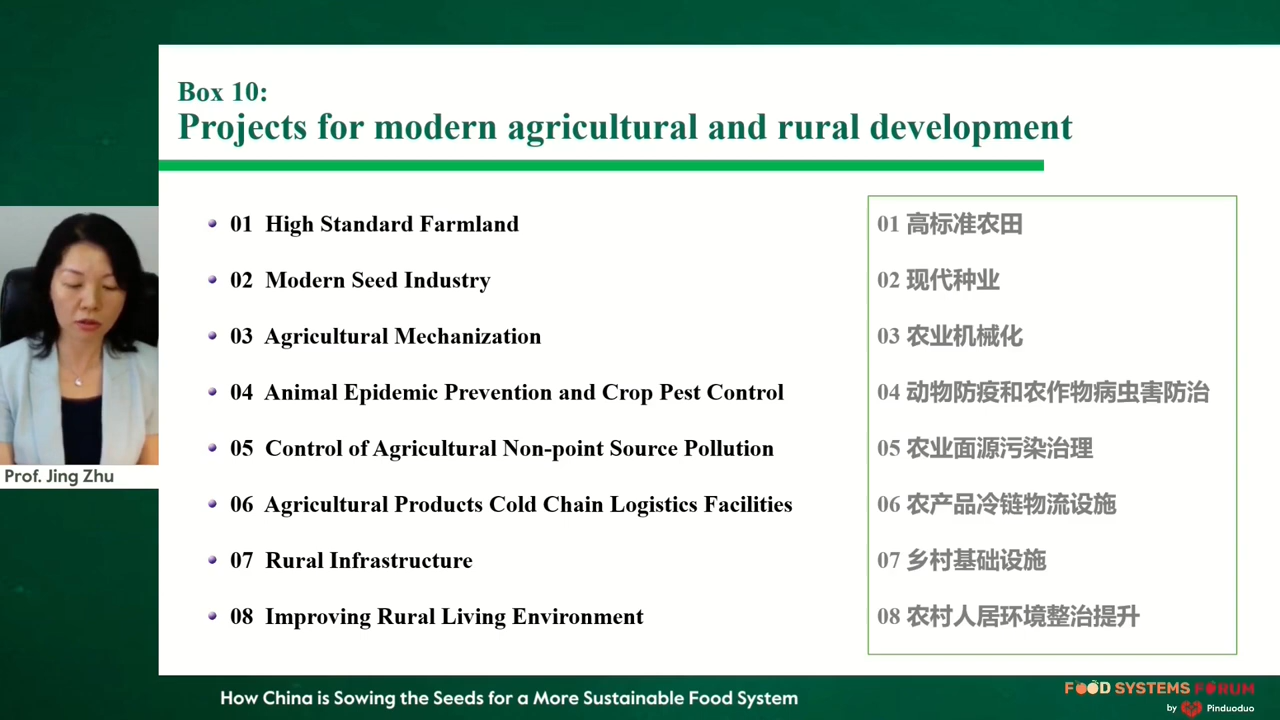 Box 10:
Projects for modern agricultural and rural development
01 High Standard Farmland
02 Modern Seed Industry
03 Agricultural Mechanization
04 Animal Epidemic Prevention and Crop Pest Control
05 Control of Agricultural Non-point Source Pollution
06 Agricultural Products Cold Chain Logistics Facilities
07 Rural Infrastructure
08 Improving Rural Living Environment
01 高标准农田
02 现代种业
03 农业机械化
04 动物防疫和农作物病虫害防治
05 农业面源污染治理
06 农产品冷链物流设施
07 乡村基础设施
08 农村人居环境整治提升
Prof. Jing Zhu
How China is Sowing the Seeds for a More Sustainable Food System
FOOD SYSTEMS FORUM
by Pinduoduo